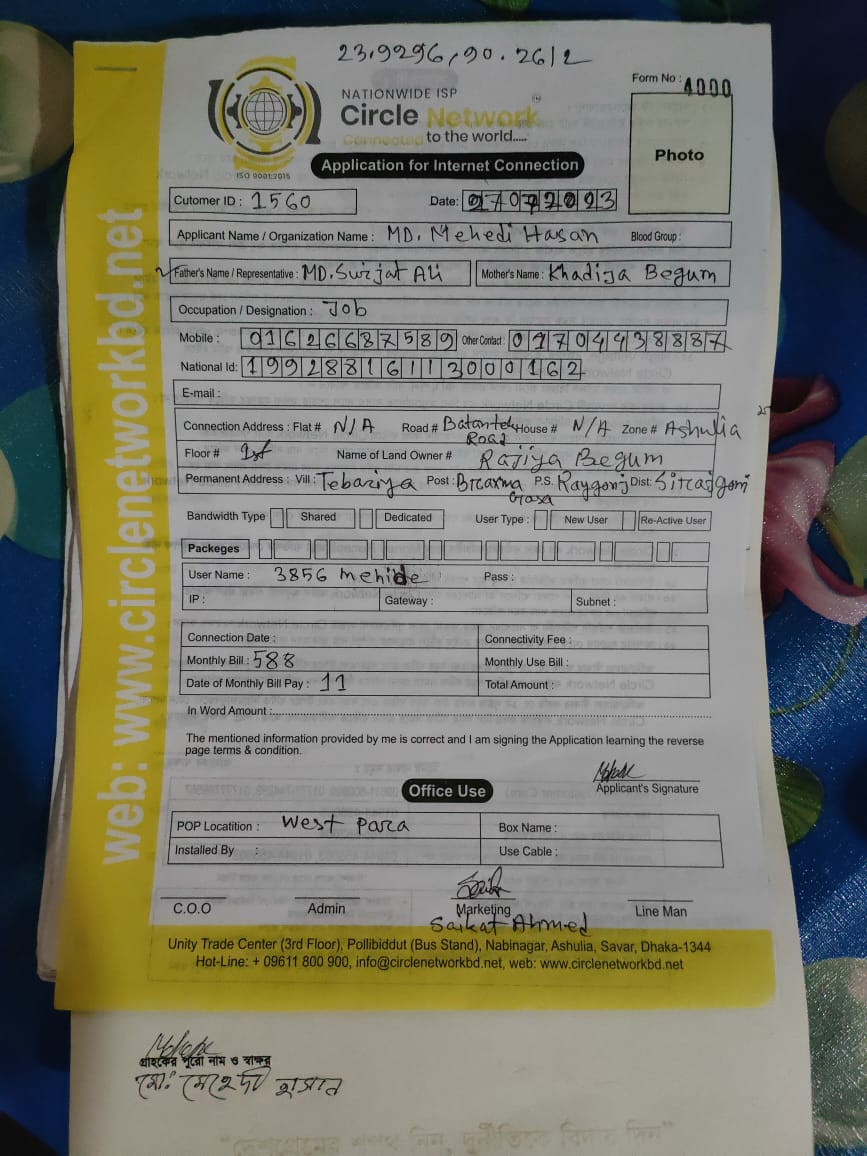 23.9296,90.26/2
Form No : 4000
NATIONWIDE ISP
Circle Network
Connected to the world.....
ISO 9001:2015
Application for Internet Connection
Photo
Cutomer ID : 1560 Date: 07072023
Applicant Name / Organization Name : MD. Mehedi Hasan Blood Group :
Father's Name / Representative : MD. Surjat Ali Mother's Name : Khadija Begum
Occupation / Designation : Job
Mobile : 01626687589 Other Contact : 01704438887
National Id: 19928816113000162
E-mail :
Connection Address : Flat # N/A Road # Batantek Road House # N/A Zone # Ashulia
Floor # 1st Name of Land Owner # Rajiya Begum
Permanent Address : Vill : Tebariya Post : P.S. Raygonj Dist: Sirajgonj
Bandwidth Type Shared Dedicated User Type : New User Re-Active User
Packeges
User Name : 3856 mehide Pass :
IP : Gateway : Subnet :
Connection Date : Connectivity Fee :
Monthly Bill : 588 Monthly Use Bill :
Date of Monthly Bill Pay : 11 Total Amount :
In Word Amount :
The mentioned information provided by me is correct and I am signing the Application learning the reverse
page terms & condition.
Applicant's Signature
Office Use
POP Locatition : West Para Box Name :
Installed By : Use Cable :
C.O.O Admin Marketing Line Man
Saikat Ahmed
Unity Trade Center (3rd Floor), Pollibiddut (Bus Stand), Nabinagar, Ashulia, Savar, Dhaka-1344
Hot-Line: + 09611 800 900, info@circlenetworkbd.net, web: www.circlenetworkbd.net
web: www.circlenetworkbd.net
গ্রাহকের পুরো নাম ও স্বাক্ষর
মো: মেহেদী হাসান